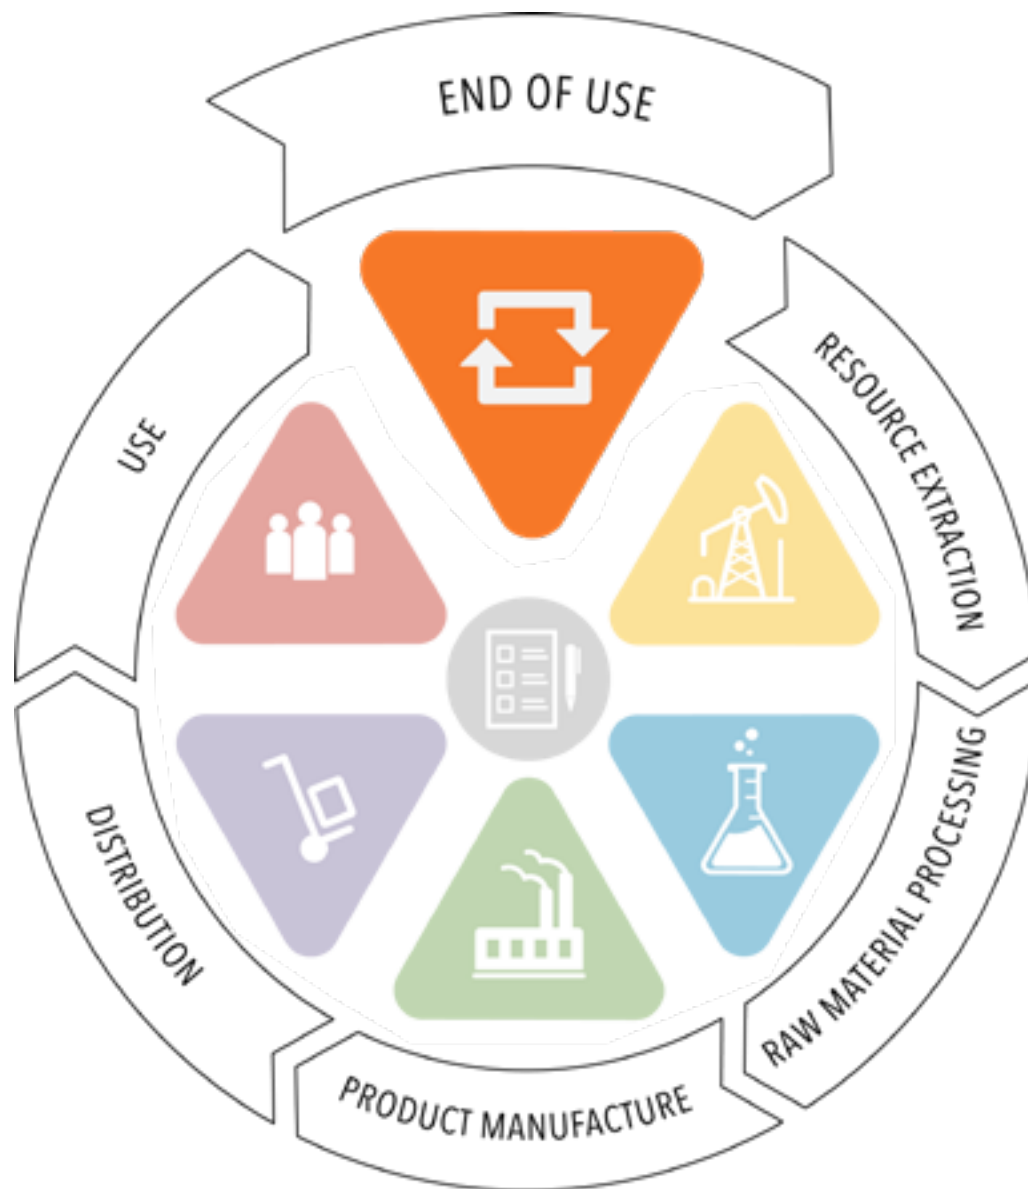 END OF USE
RESOURCE EXTRACTION
RAW MATERIAL PROCESSING
PRODUCT MANUFACTURE
DISTRIBUTION
USE